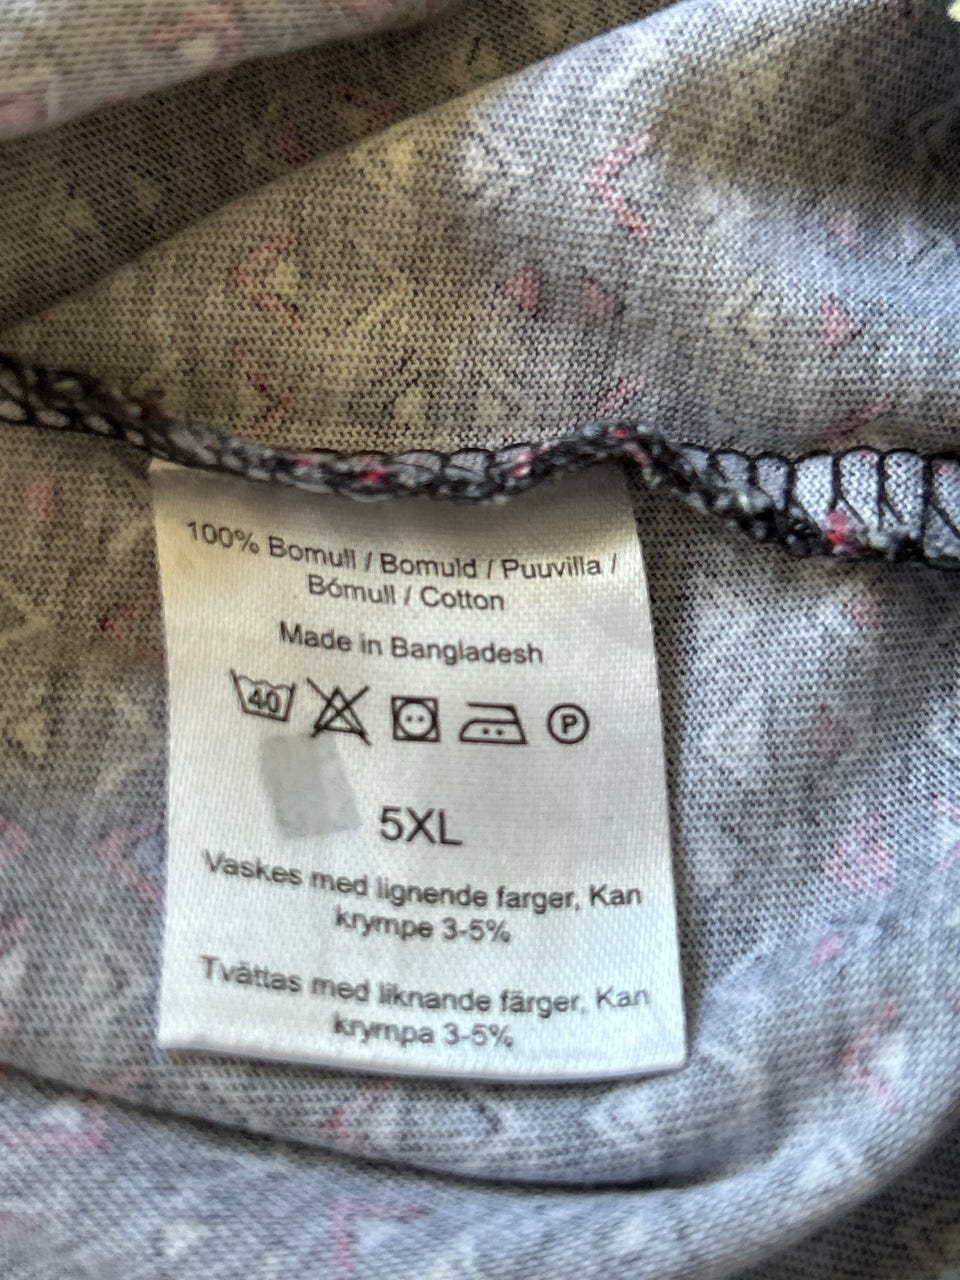 100% Bomull / Bomuld / Puuvilla /
Bómull / Cotton
Made in Bangladesh
40 P
5XL
Vaskes med lignende farger, Kan
krympe 3-5%
Tvättas med liknande färger, Kan
krympa 3-5%